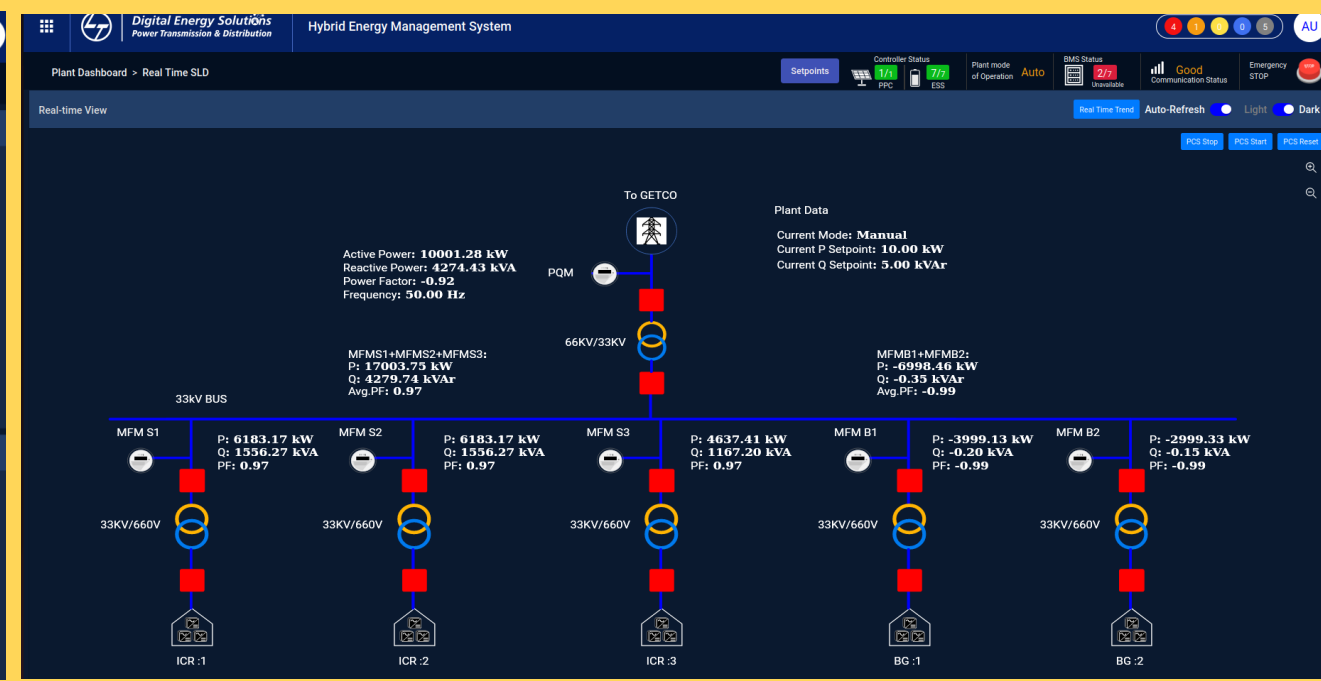 Digital Energy Solutions
Power Transmission & Distribution
Hybrid Energy Management System
4 1 0 0 5
AU
Plant Dashboard > Real Time SLD
Setpoints
Controller Status
1/1
PPC
7/7
ESS
Plant mode
of Operation
Auto
BMS Status
2/7
Unavailable
Good
Communication Status
Emergency
STOP
Real-time View
Real Time Trend
Auto-Refresh
Light
Dark
PCS Stop
PCS Start
PCS Reset
To GETCO
Plant Data
Current Mode: Manual
Current P Setpoint: 10.00 kW
Current Q Setpoint: 5.00 kVAr
Active Power: 10001.28 kW
Reactive Power: 4274.43 kVA
Power Factor: -0.92
Frequency: 50.00 Hz
PQM
66KV/33KV
MFMS1+MFMS2+MFMS3:
P: 17003.75 kW
Q: 4279.74 kVAr
Avg.PF: 0.97
MFMB1+MFMB2:
P: -6998.46 kW
Q: -0.35 kVAr
Avg.PF: -0.99
33kV BUS
MFM S1
P: 6183.17 kW
Q: 1556.27 kVA
PF: 0.97
MFM S2
P: 6183.17 kW
Q: 1556.27 kVA
PF: 0.97
MFM S3
P: 4637.41 kW
Q: 1167.20 kVA
PF: 0.97
MFM B1
P: -3999.13 kW
Q: -0.20 kVA
PF: -0.99
MFM B2
P: -2999.33 kW
Q: -0.15 kVA
PF: -0.99
33KV/660V
33KV/660V
33KV/660V
33KV/660V
33KV/660V
ICR :1
ICR :2
ICR :3
BG :1
BG :2